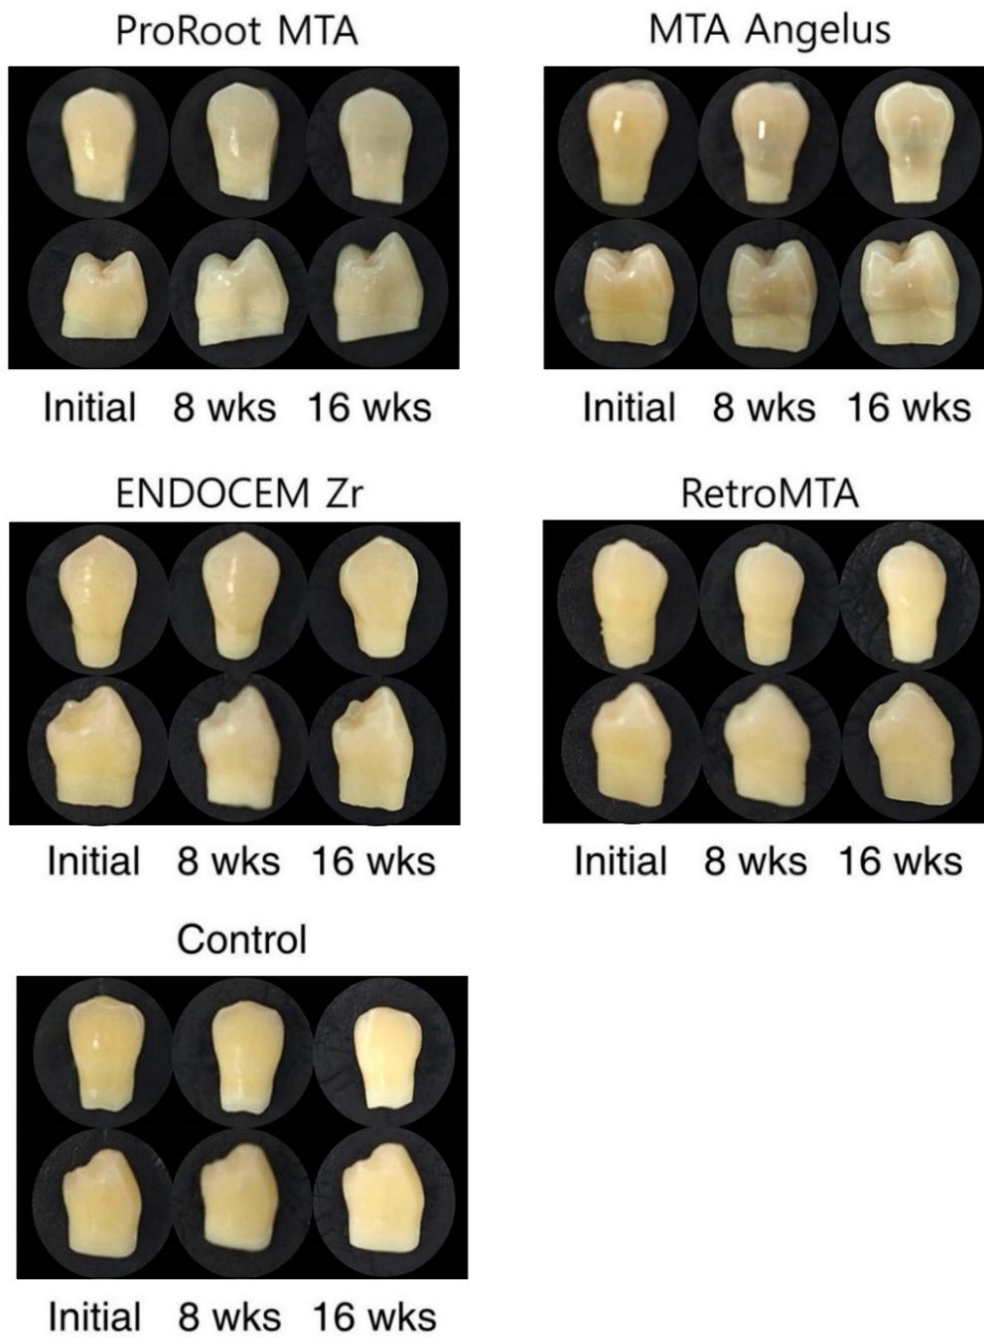 ProRoot MTA
MTA Angelus
Initial 8 wks 16 wks
Initial 8 wks 16 wks
ENDOCEM Zr
RetroMTA
Initial 8 wks 16 wks
Initial 8 wks 16 wks
Control
Initial 8 wks 16 wks